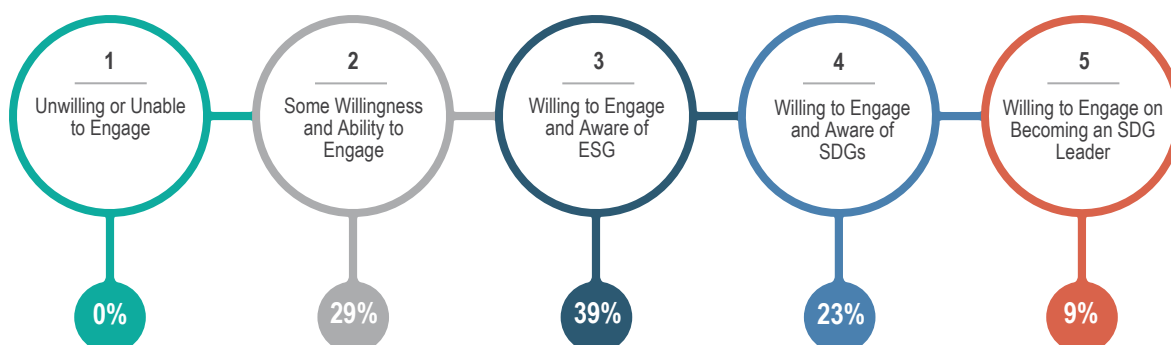 1
Unwilling or Unable
to Engage
0%
2
Some Willingness
and Ability to
Engage
29%
3
Willing to Engage
and Aware of
ESG
39%
4
Willing to Engage
and Aware of
SDGs
23%
5
Willing to Engage on
Becoming an SDG
Leader
9%